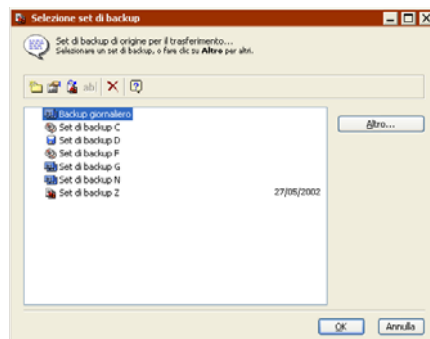 Selezione set di backup
Set di backup di origine per il trasferimento...
Selezionare un set di backup, o fare clic su Altro per altri.
ab|
Backup giornaliero
Altro...
Set di backup C
Set di backup D
Set di backup F
Set di backup G
Set di backup N
Set di backup Z 27/05/2002
OK Annulla